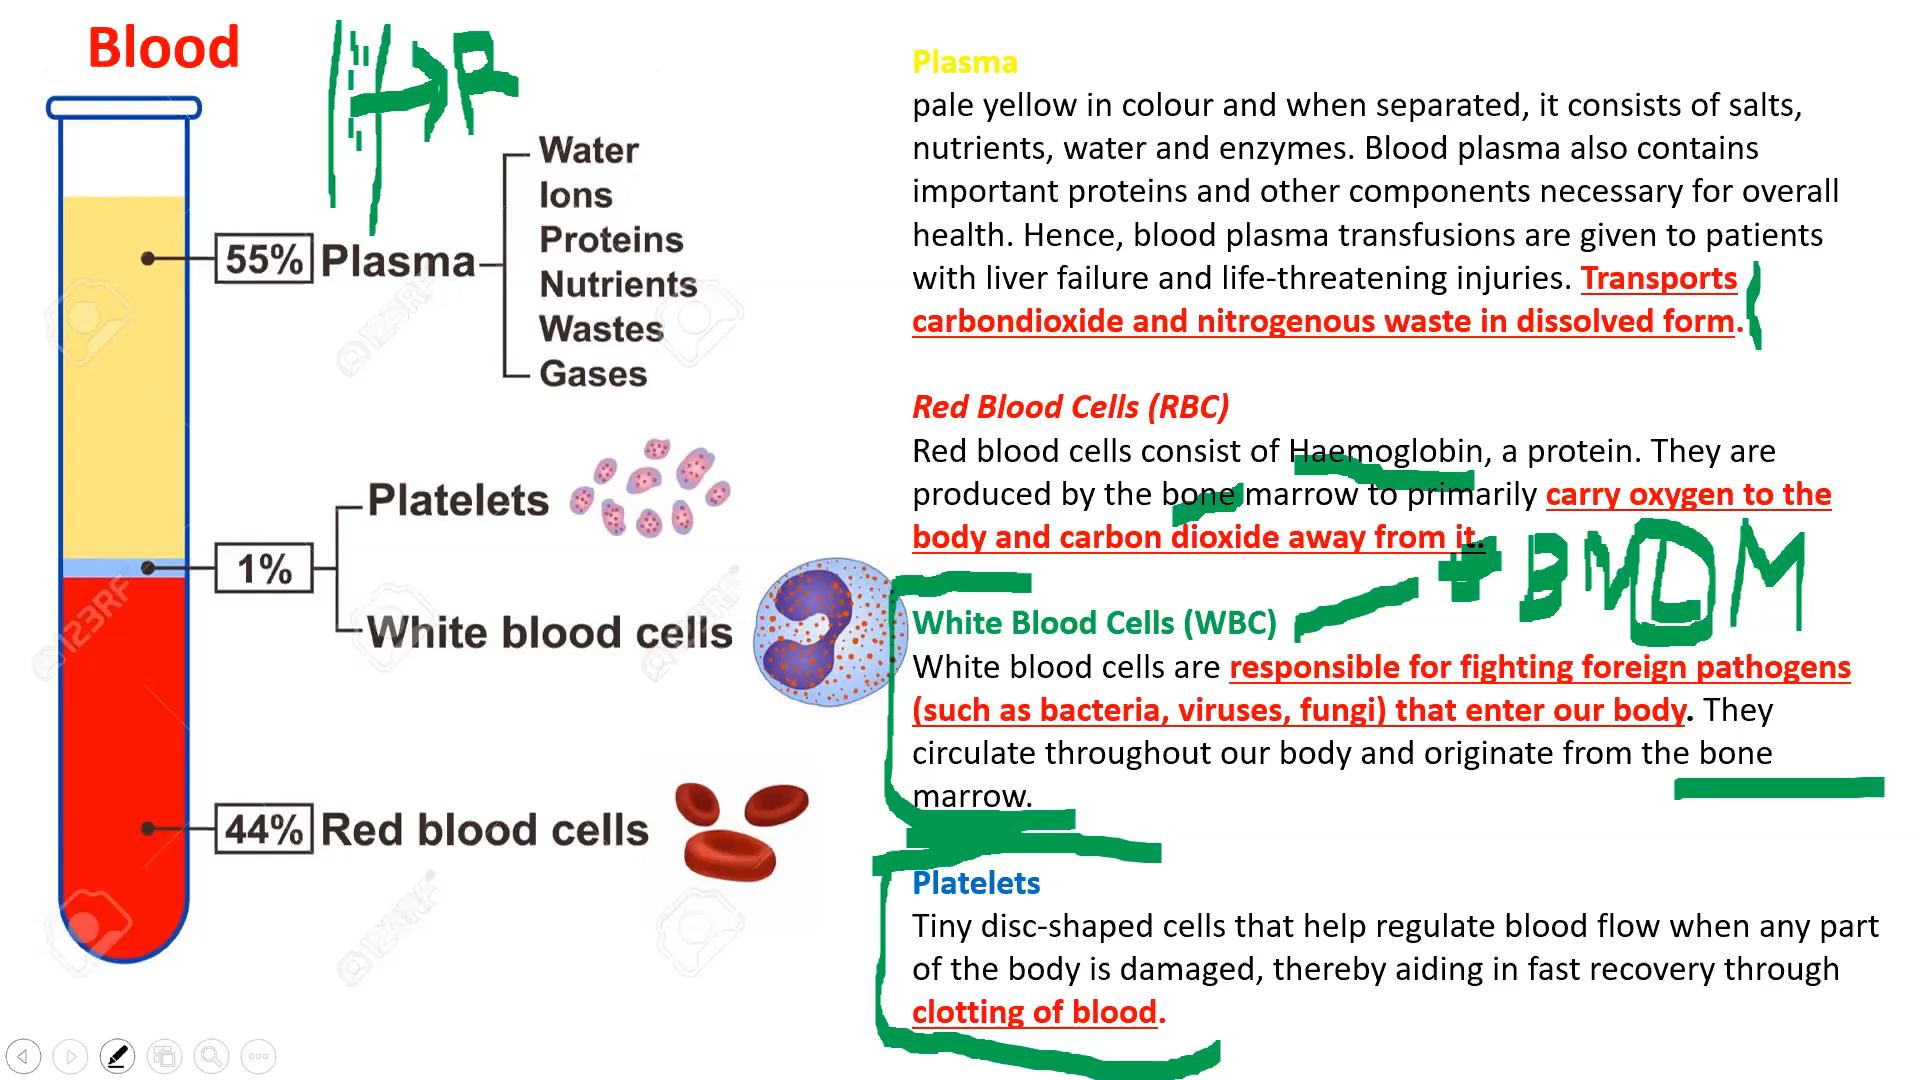 Blood
55% Plasma
Water
Ions
Proteins
Nutrients
Wastes
Gases
1%
Platelets
White blood cells
44% Red blood cells
Plasma
pale yellow in colour and when separated, it consists of salts,
nutrients, water and enzymes. Blood plasma also contains
important proteins and other components necessary for overall
health. Hence, blood plasma transfusions are given to patients
with liver failure and life-threatening injuries. Transports
carbondioxide and nitrogenous waste in dissolved form.
Red Blood Cells (RBC)
Red blood cells consist of Haemoglobin, a protein. They are
produced by the bone marrow to primarily carry oxygen to the
body and carbon dioxide away from it.
White Blood Cells (WBC)
White blood cells are responsible for fighting foreign pathogens
(such as bacteria, viruses, fungi) that enter our body. They
circulate throughout our body and originate from the bone
marrow.
Platelets
Tiny disc-shaped cells that help regulate blood flow when any part
of the body is damaged, thereby aiding in fast recovery through
clotting of blood.
123RF
123RF
123RF
123RF